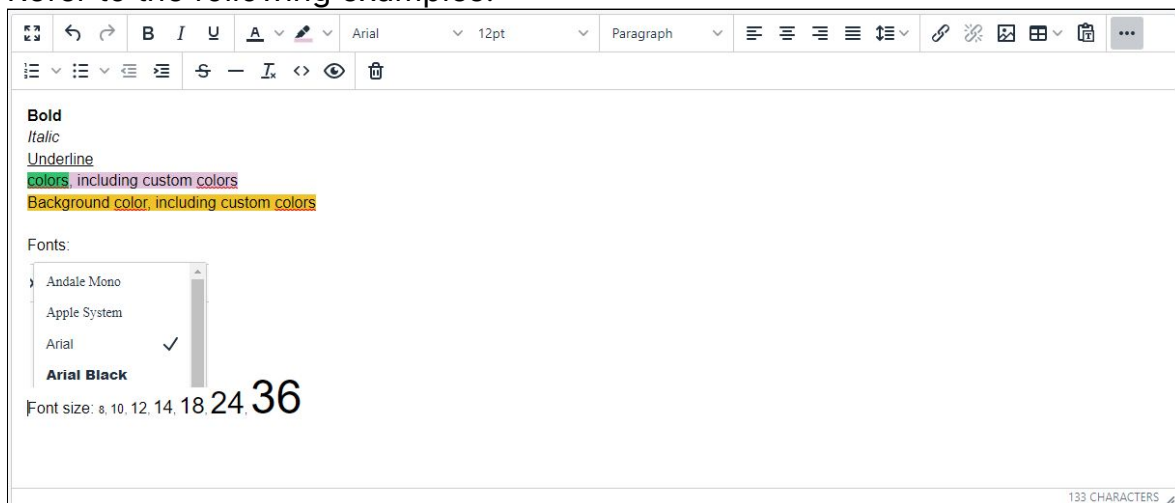 Refer to the following examples:
Arial 12pt Paragraph
Bold
Italic
Underline
colors, including custom colors
Background color, including custom colors
Fonts:
Andale Mono
Apple System
Arial
Arial Black
Font size: 8, 10, 12, 14, 18, 24, 36
133 CHARACTERS